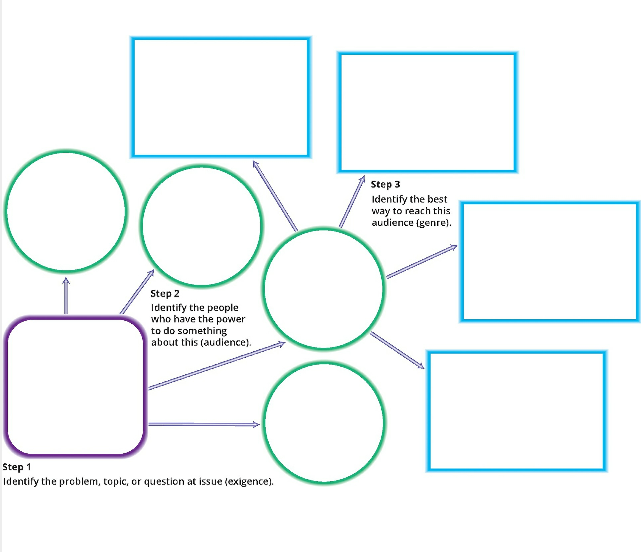 Step 3
Identify the best
way to reach this
audience (genre).
Step 2
Identify the people
who have the power
to do something
about this (audience).
Step 1
Identify the problem, topic, or question at issue (exigence).